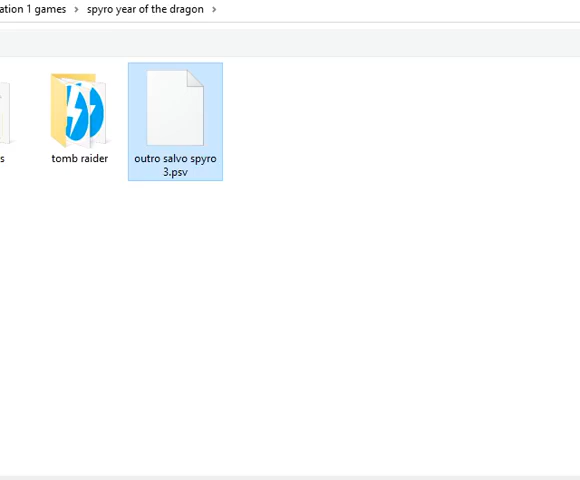 ation 1 games > spyro year of the dragon >
s
tomb raider
outro salvo spyro
3.psv